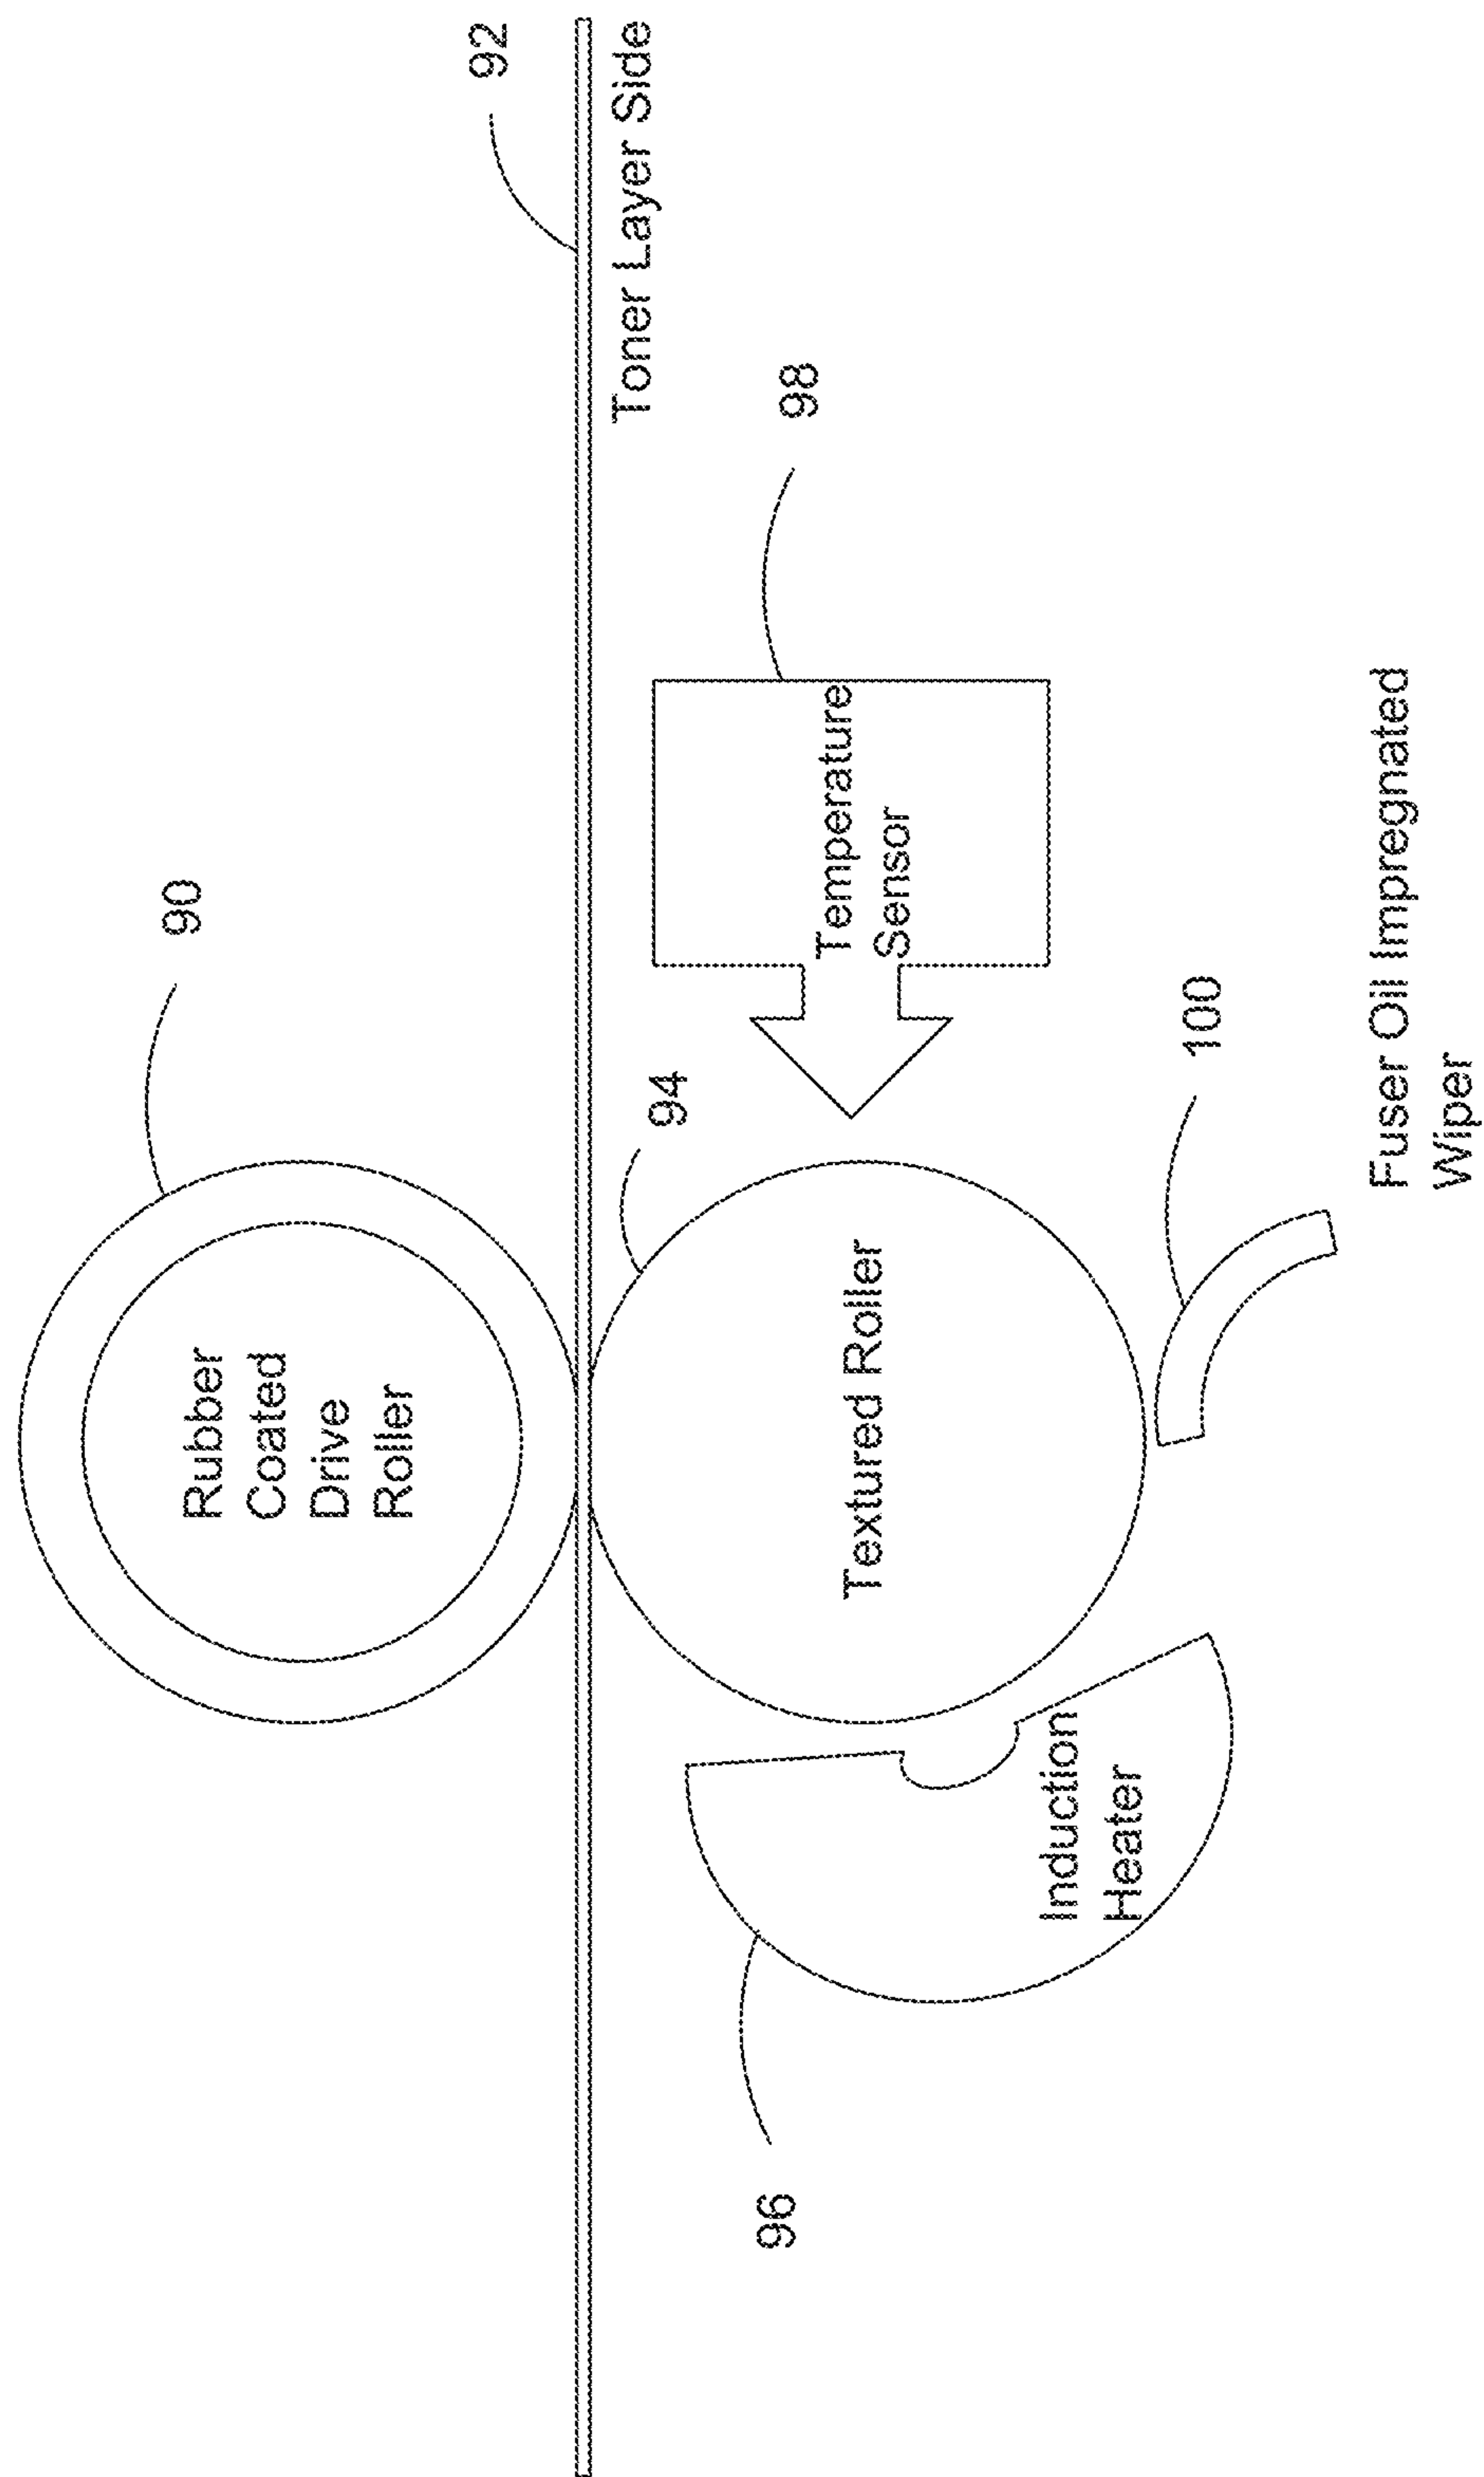 90
92
Rubber
Coated
Drive
Roller
Toner Layer Side
94
98
Textured Roller
Temperature
Sensor
96
Induction
Heater
100
Fuser Oil Impregnated
Wiper